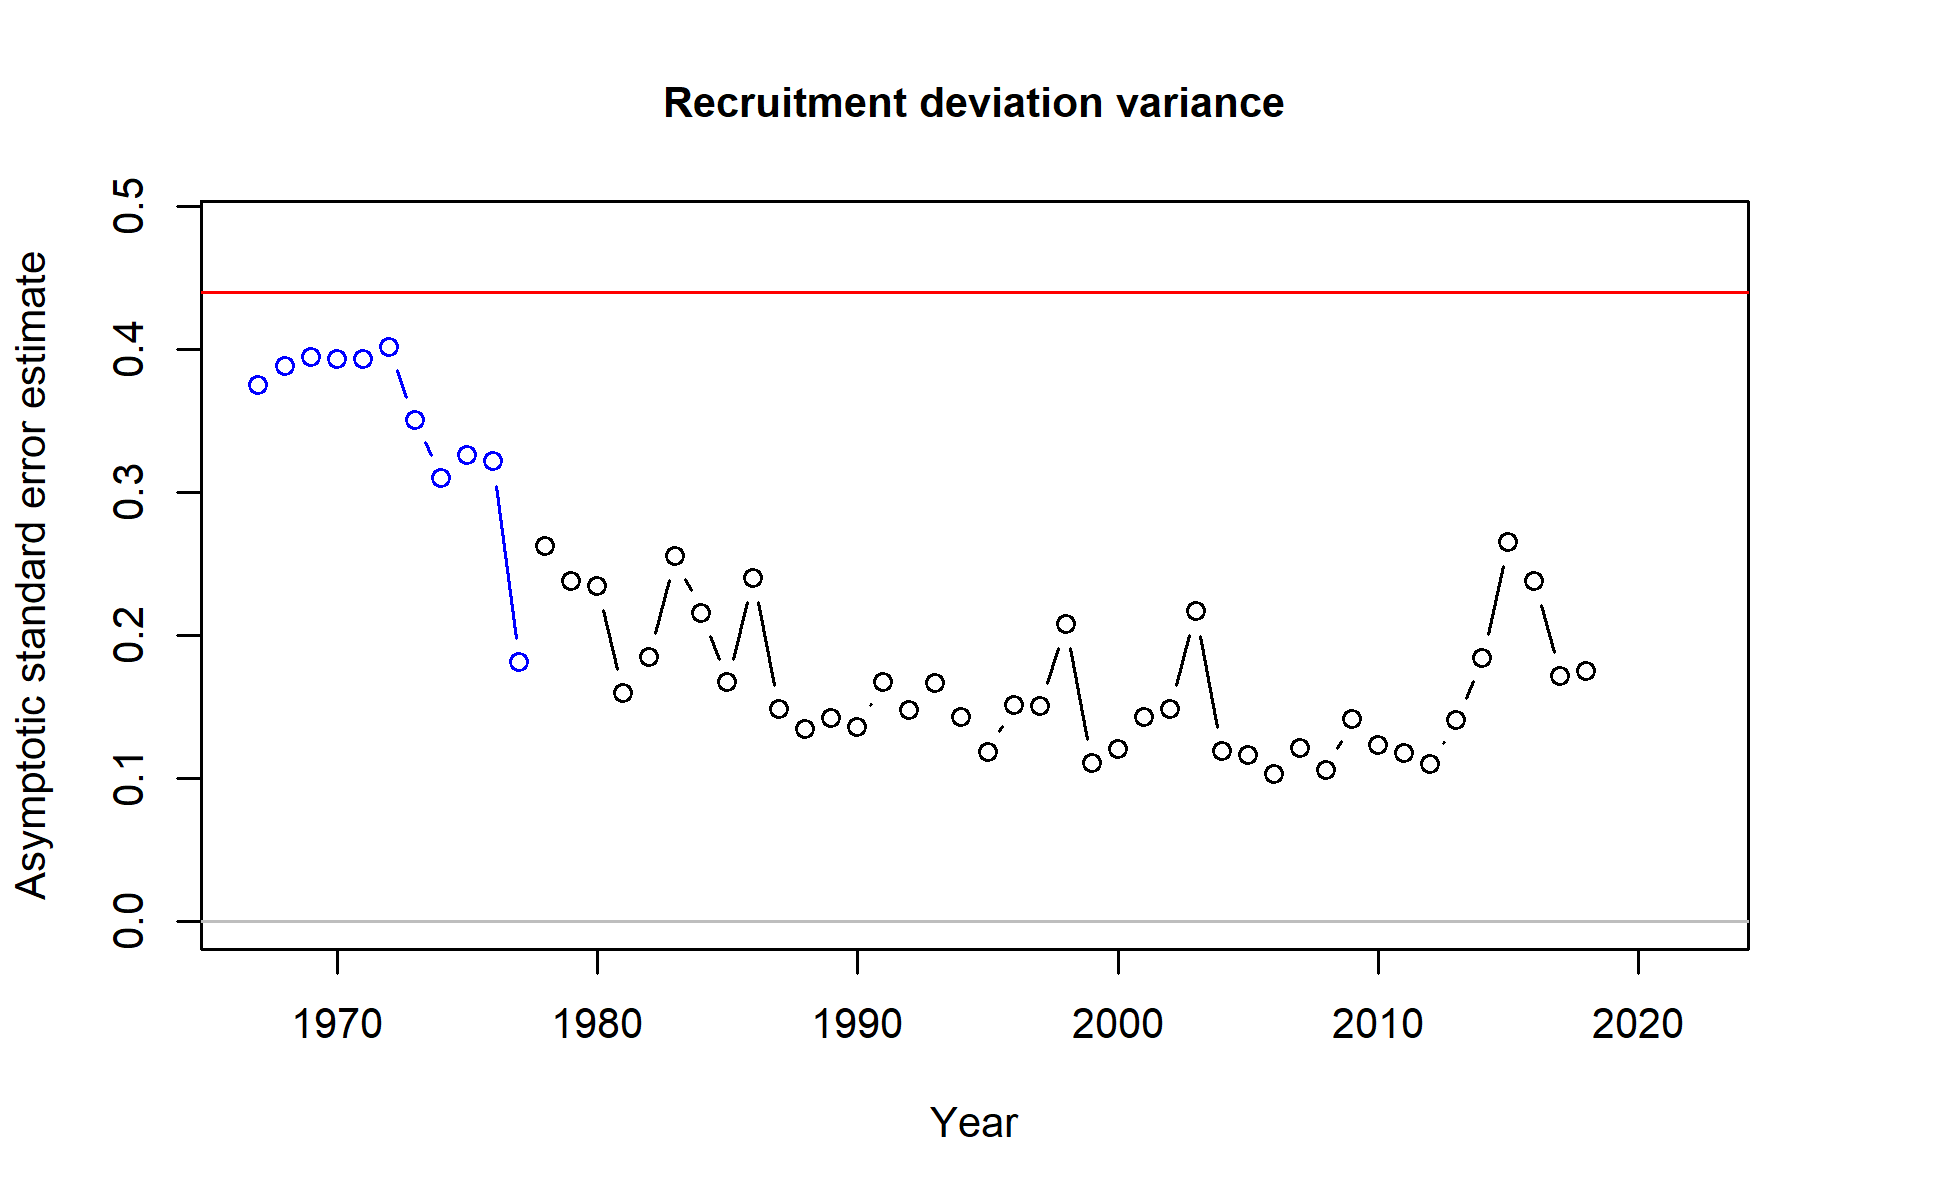 Recruitment deviation variance
Asymptotic standard error estimate
0.5
0.4
0.3
0.2
0.1
0.0
1970 1980 1990 2000 2010 2020
Year